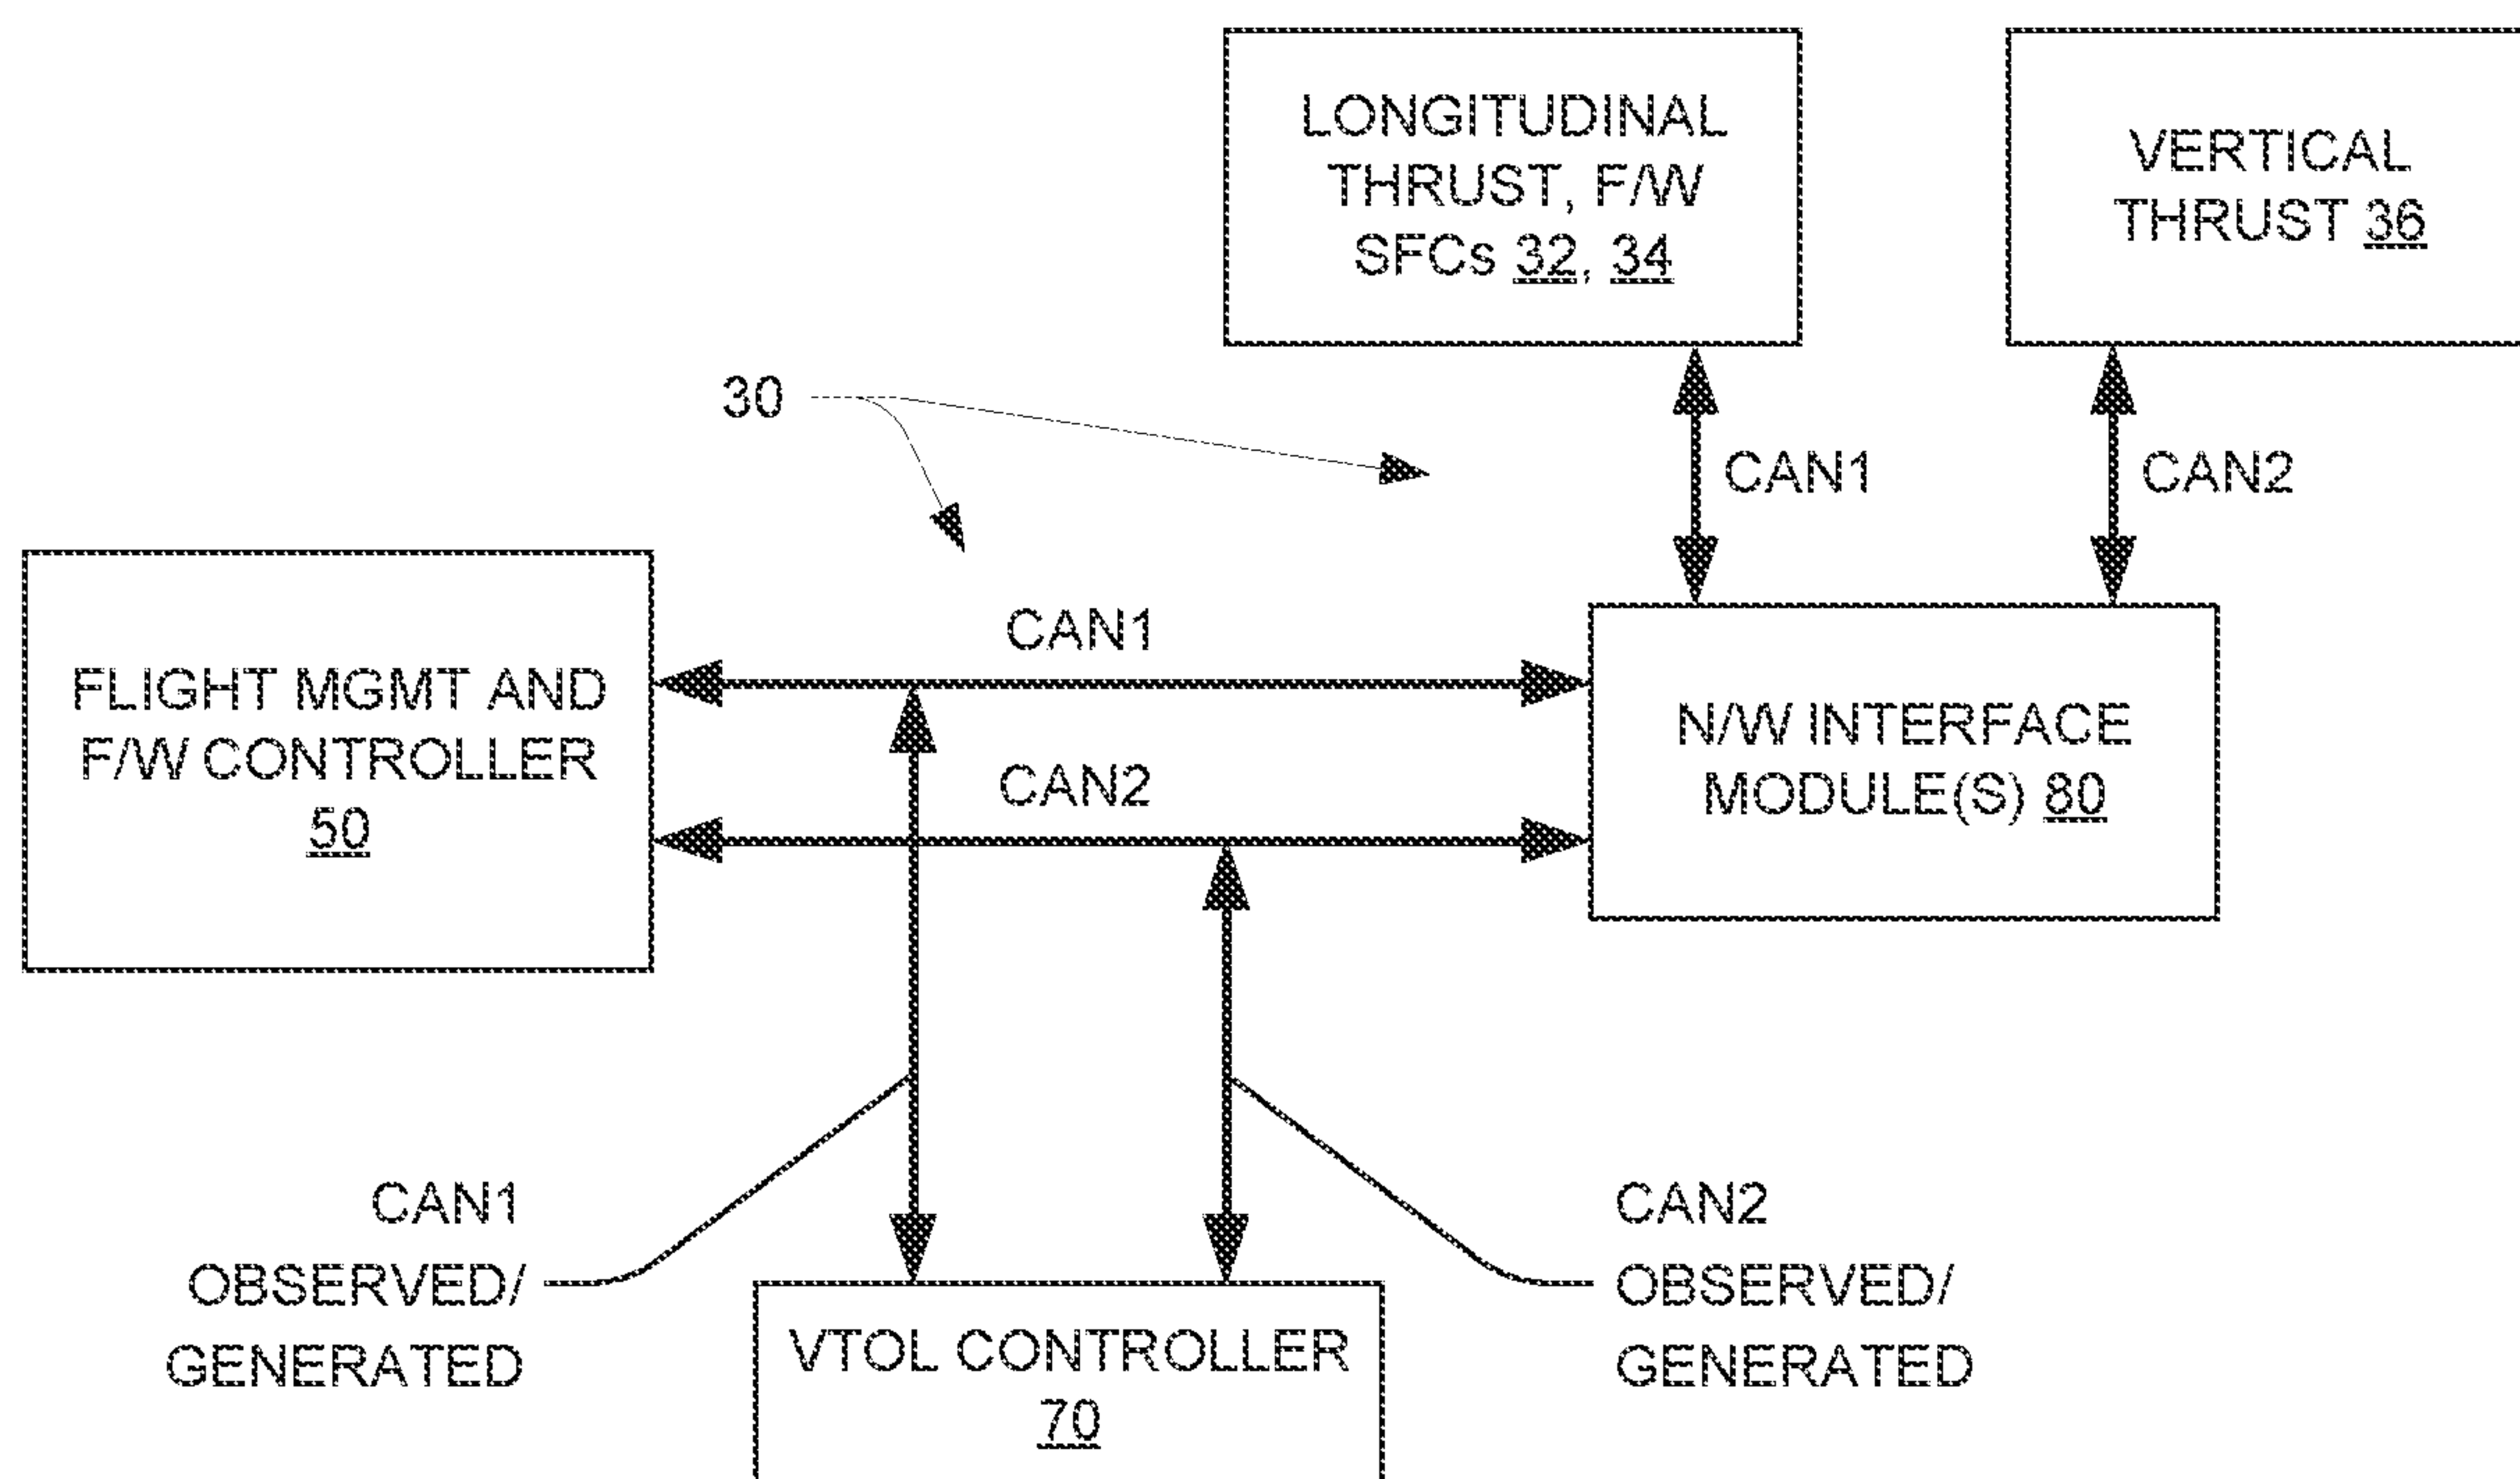 LONGITUDINAL
THRUST, F/W
SFCs 32, 34
VERTICAL
THRUST 36
30
CAN1
CAN2
CAN1
FLIGHT MGMT AND
F/W CONTROLLER
50
CAN2
N/W INTERFACE
MODULE(S) 80
CAN1
OBSERVED/
GENERATED
CAN2
OBSERVED/
GENERATED
VTOL CONTROLLER
70